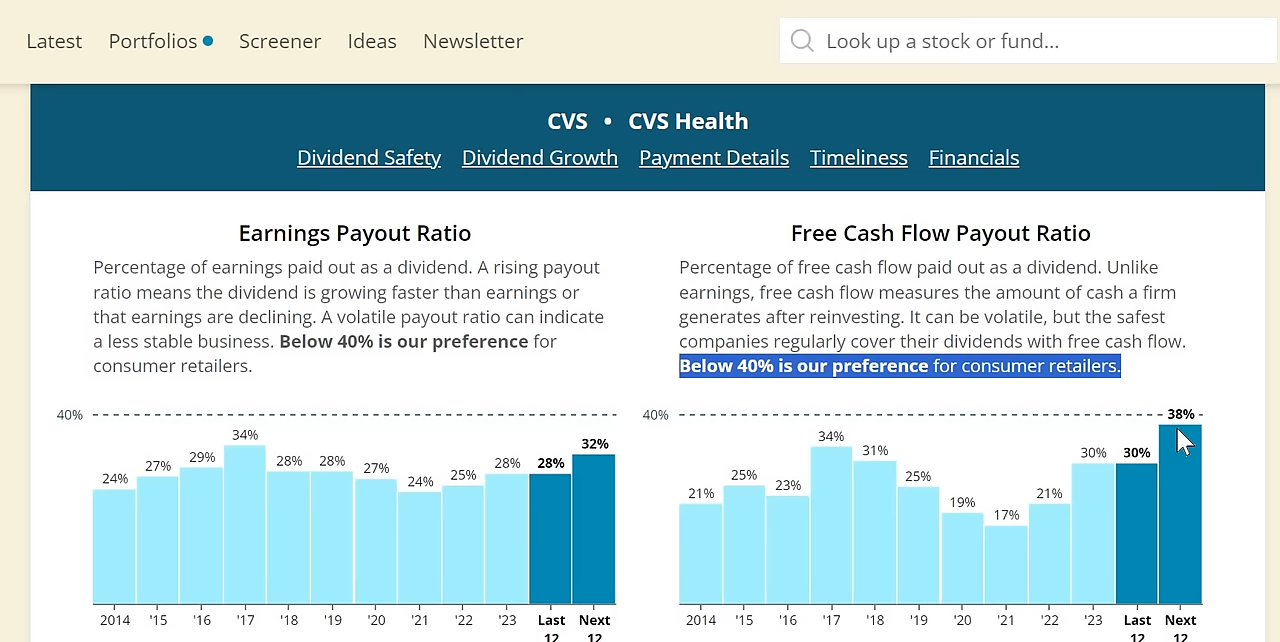 Latest Portfolios Screener Ideas Newsletter
Look up a stock or fund...
CVS • CVS Health
Dividend Safety Dividend Growth Payment Details Timeliness Financials
Earnings Payout Ratio
Percentage of earnings paid out as a dividend. A rising payout
ratio means the dividend is growing faster than earnings or
that earnings are declining. A volatile payout ratio can indicate
a less stable business. Below 40% is our preference for
consumer retailers.
40%
24% 27% 29% 34% 28% 28% 27% 24% 25% 28% 28% 32%
2014 '15 '16 '17 '18 '19 '20 '21 '22 '23 Last Next
12 12
Free Cash Flow Payout Ratio
Percentage of free cash flow paid out as a dividend. Unlike
earnings, free cash flow measures the amount of cash a firm
generates after reinvesting. It can be volatile, but the safest
companies regularly cover their dividends with free cash flow.
Below 40% is our preference for consumer retailers.
40%
21% 25% 23% 34% 31% 25% 19% 17% 21% 30% 30% 38%
2014 '15 '16 '17 '18 '19 '20 '21 '22 '23 Last Next
12 12